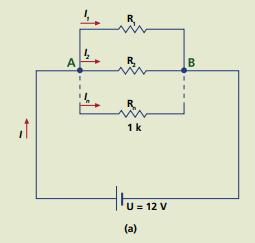 I₁ R₁
I₂ R₂
A B
Iₙ Rₙ
1 k
I
U = 12 V
(a)